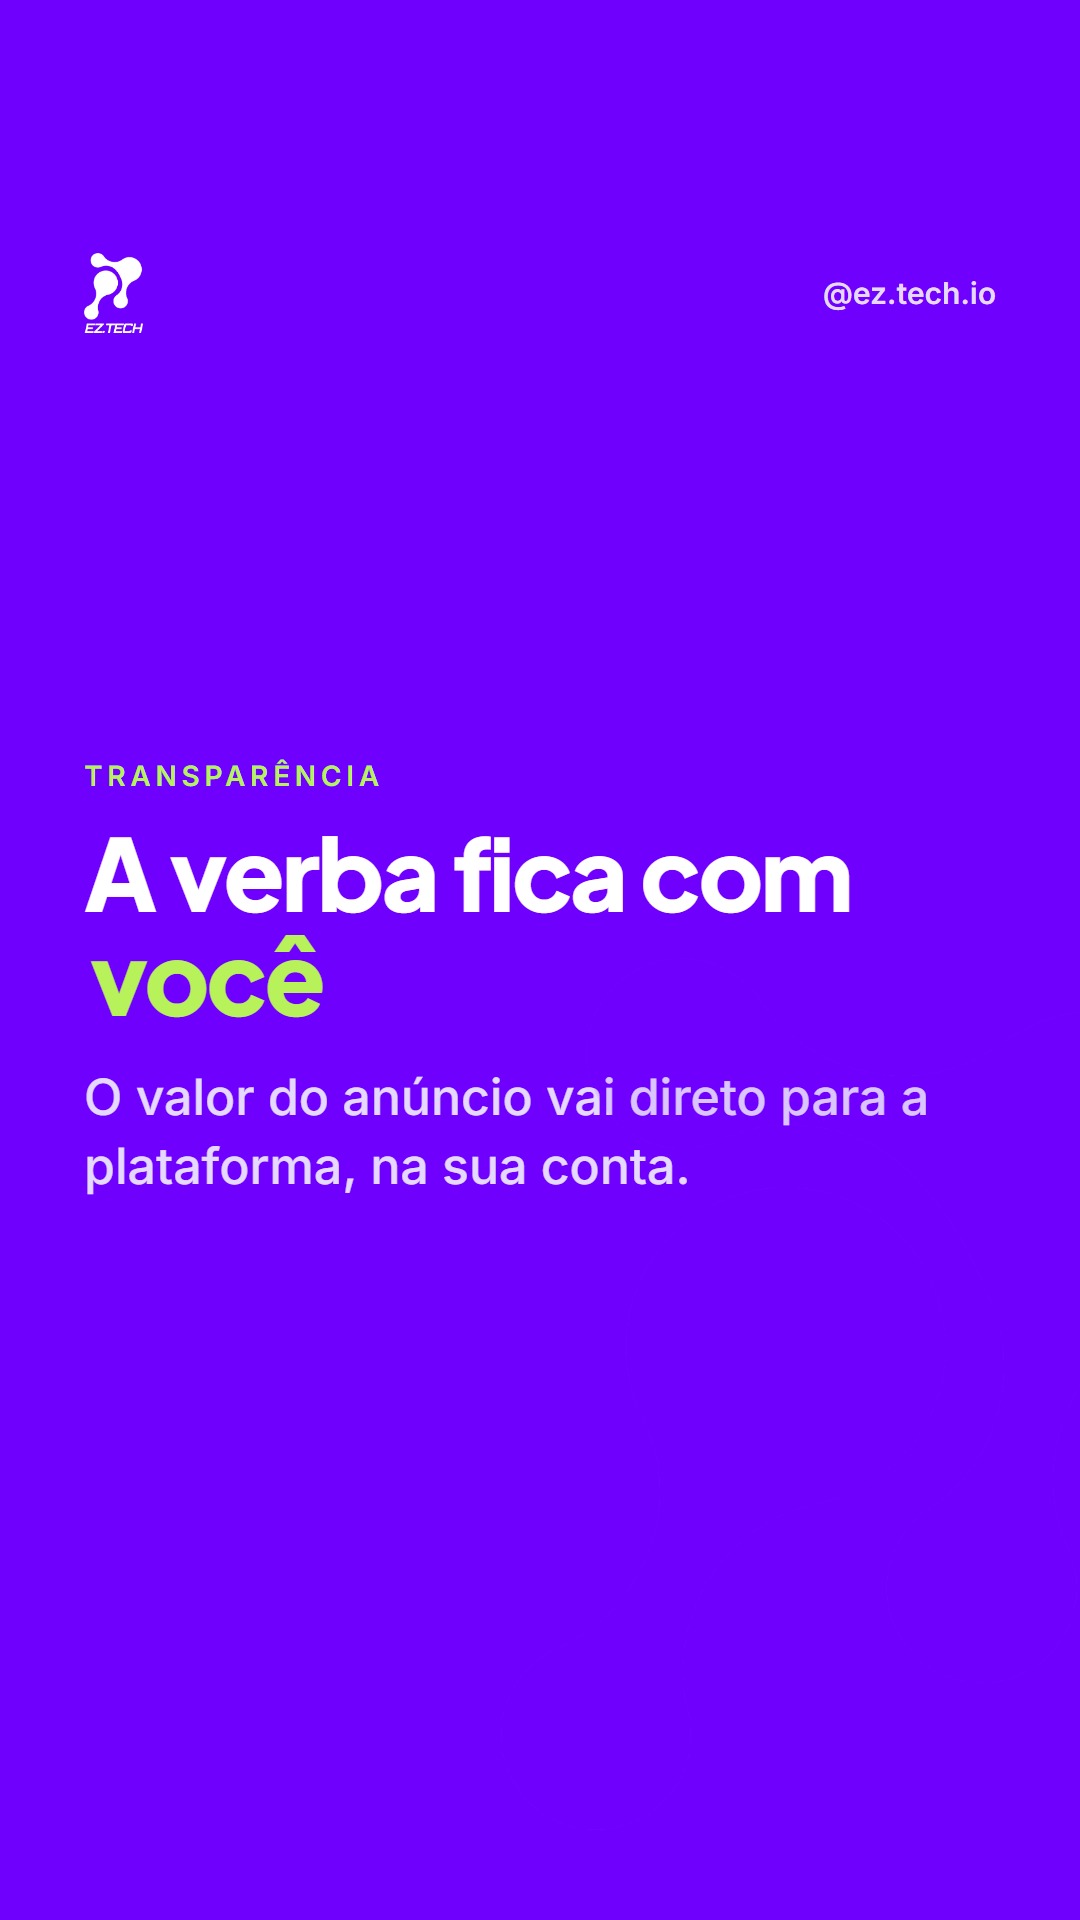 EZ.TECH
@ez.tech.io
TRANSPARÊNCIA
A verba fica com
você
O valor do anúncio vai direto para a
plataforma, na sua conta.